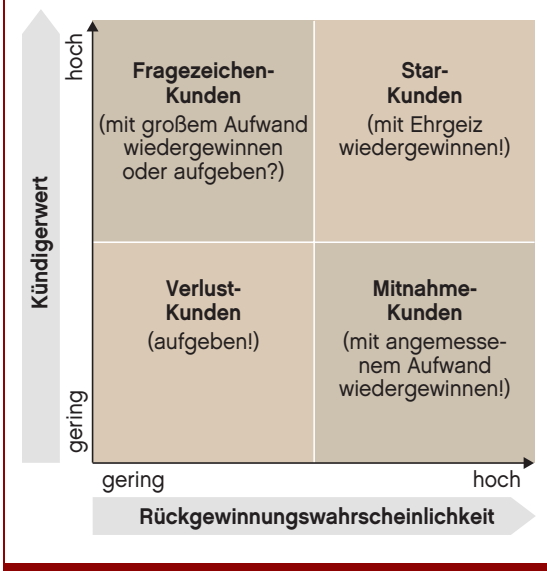 hoch
Fragezeichen-
Kunden
(mit großem Aufwand
wiedergewinnen
oder aufgeben?)
Star-
Kunden
(mit Ehrgeiz
wiedergewinnen!)
Kündigerwert
Verlust-
Kunden
(aufgeben!)
Mitnahme-
Kunden
(mit angemesse-
nem Aufwand
wiedergewinnen!)
gering
gering
hoch
Rückgewinnungswahrscheinlichkeit